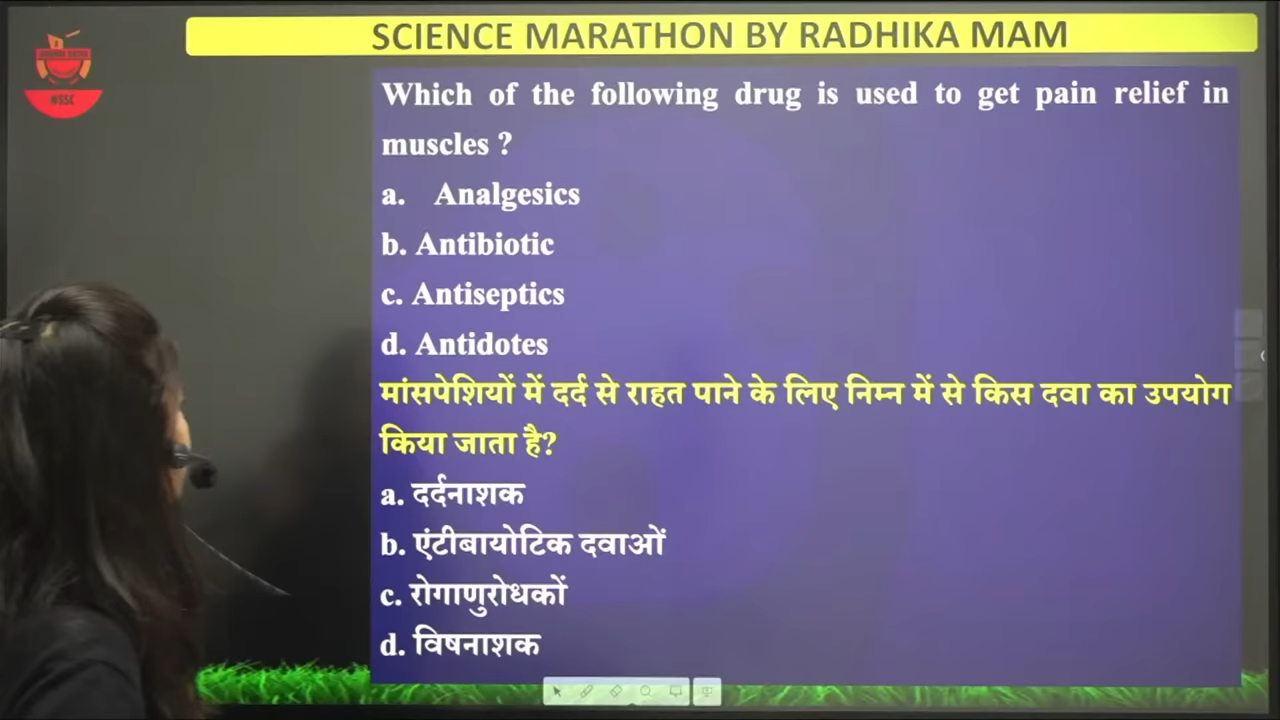 SCIENCE MARATHON BY RADHIKA MAM
Which of the following drug is used to get pain relief in
muscles ?
a. Analgesics
b. Antibiotic
c. Antiseptics
d. Antidotes
मांसपेशियों में दर्द से राहत पाने के लिए निम्न में से किस दवा का उपयोग
किया जाता है?
a. दर्दनाशक
b. एंटीबायोटिक दवाओं
c. रोगाणुरोधकों
d. विषनाशक